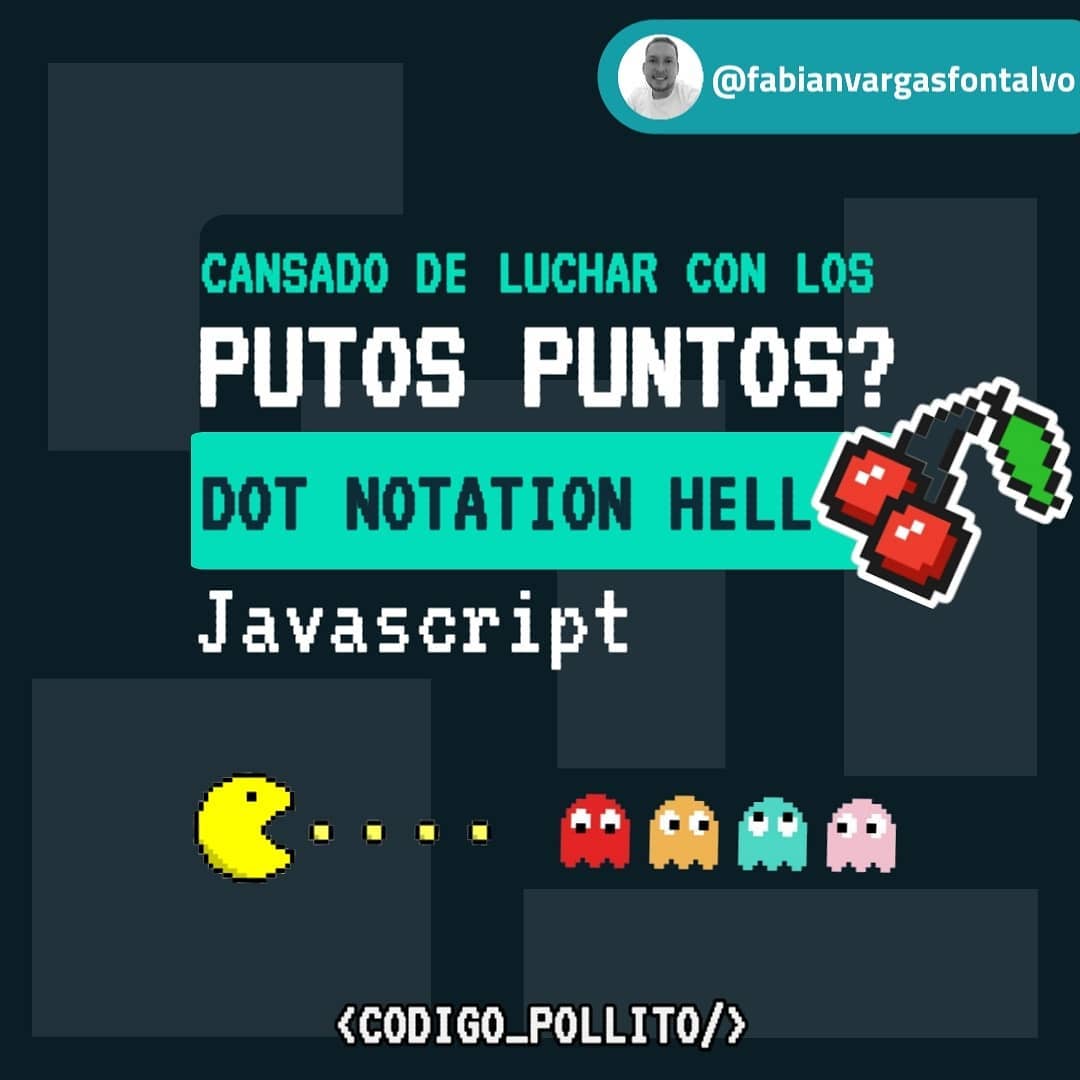 @fabianvargasfontalvo
CANSADO DE LUCHAR CON LOS
PUTOS PUNTOS?
DOT NOTATION HELL
Javascript
<CODIGO_POLLITO/>